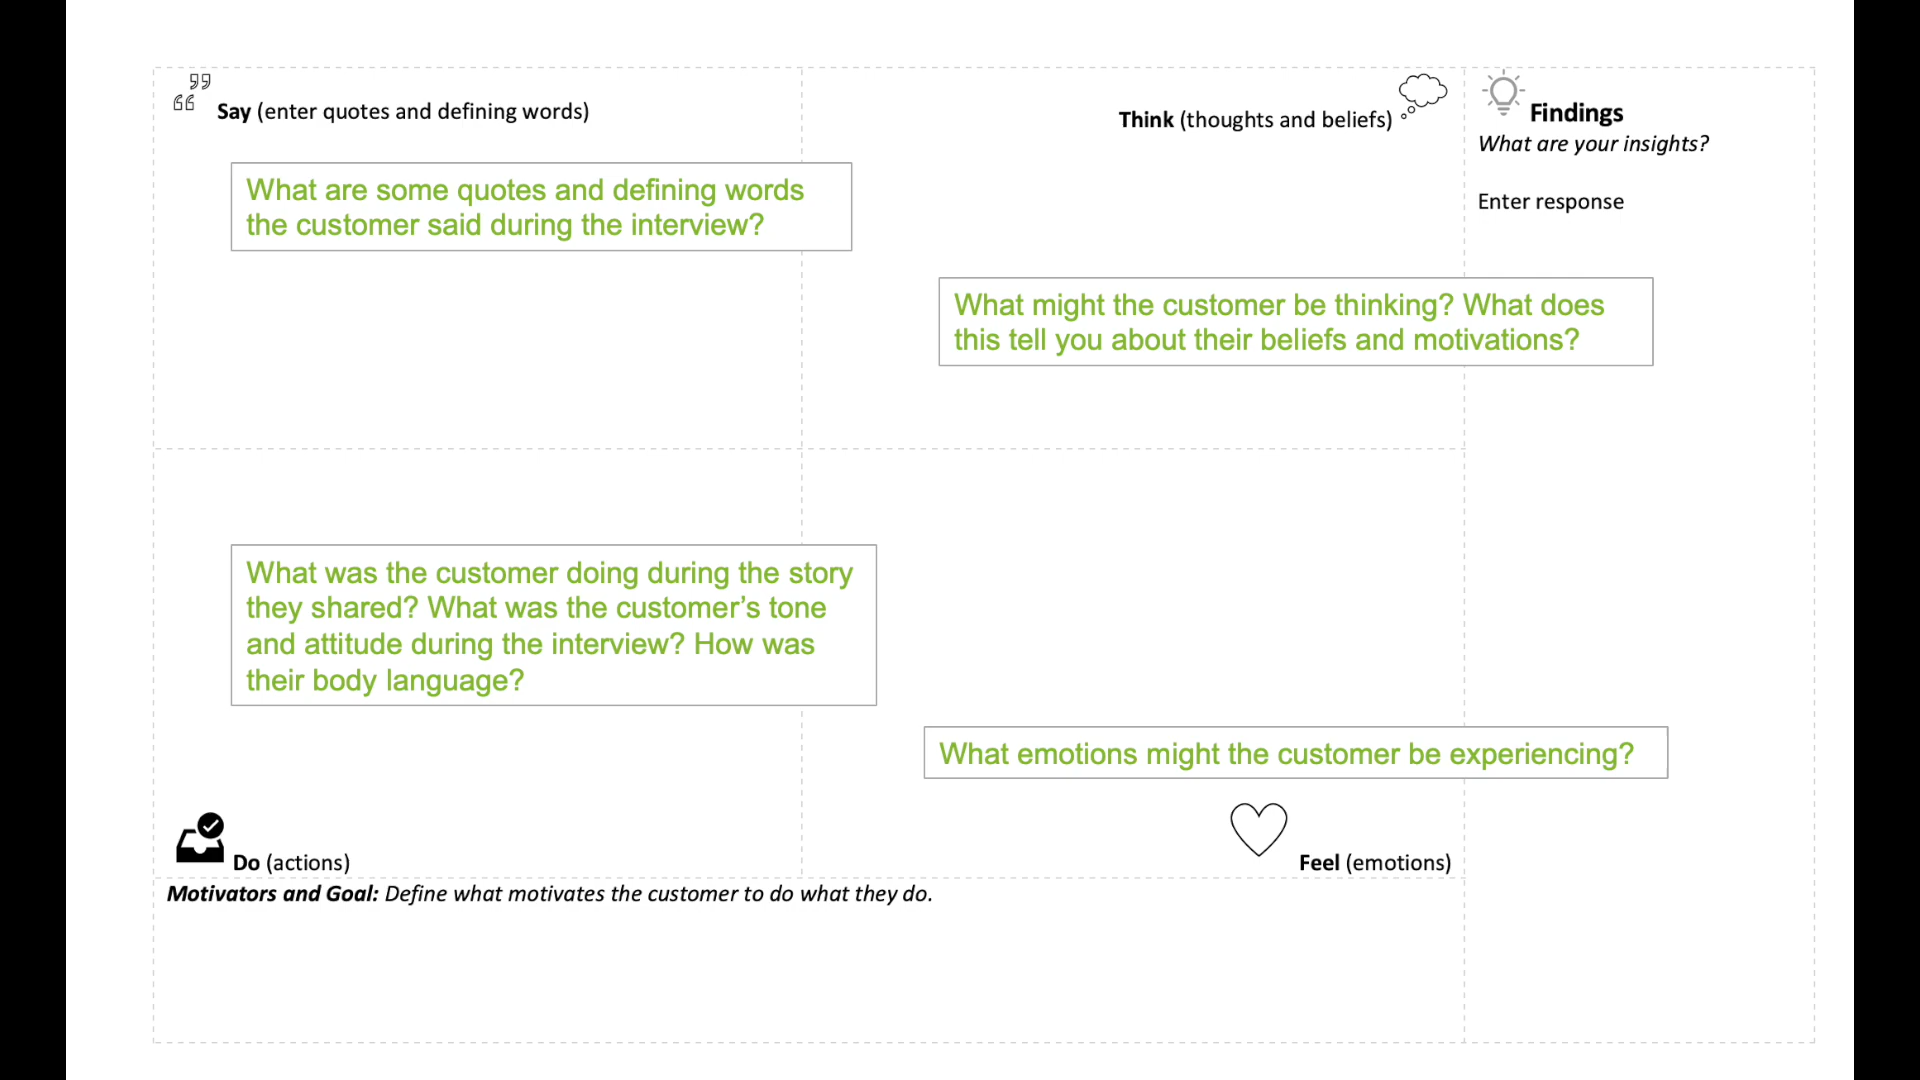 Say (enter quotes and defining words)
What are some quotes and defining words
the customer said during the interview?
Think (thoughts and beliefs)
What might the customer be thinking? What does
this tell you about their beliefs and motivations?
Findings
What are your insights?
Enter response
What was the customer doing during the story
they shared? What was the customer’s tone
and attitude during the interview? How was
their body language?
Do (actions)
What emotions might the customer be experiencing?
Feel (emotions)
Motivators and Goal: Define what motivates the customer to do what they do.